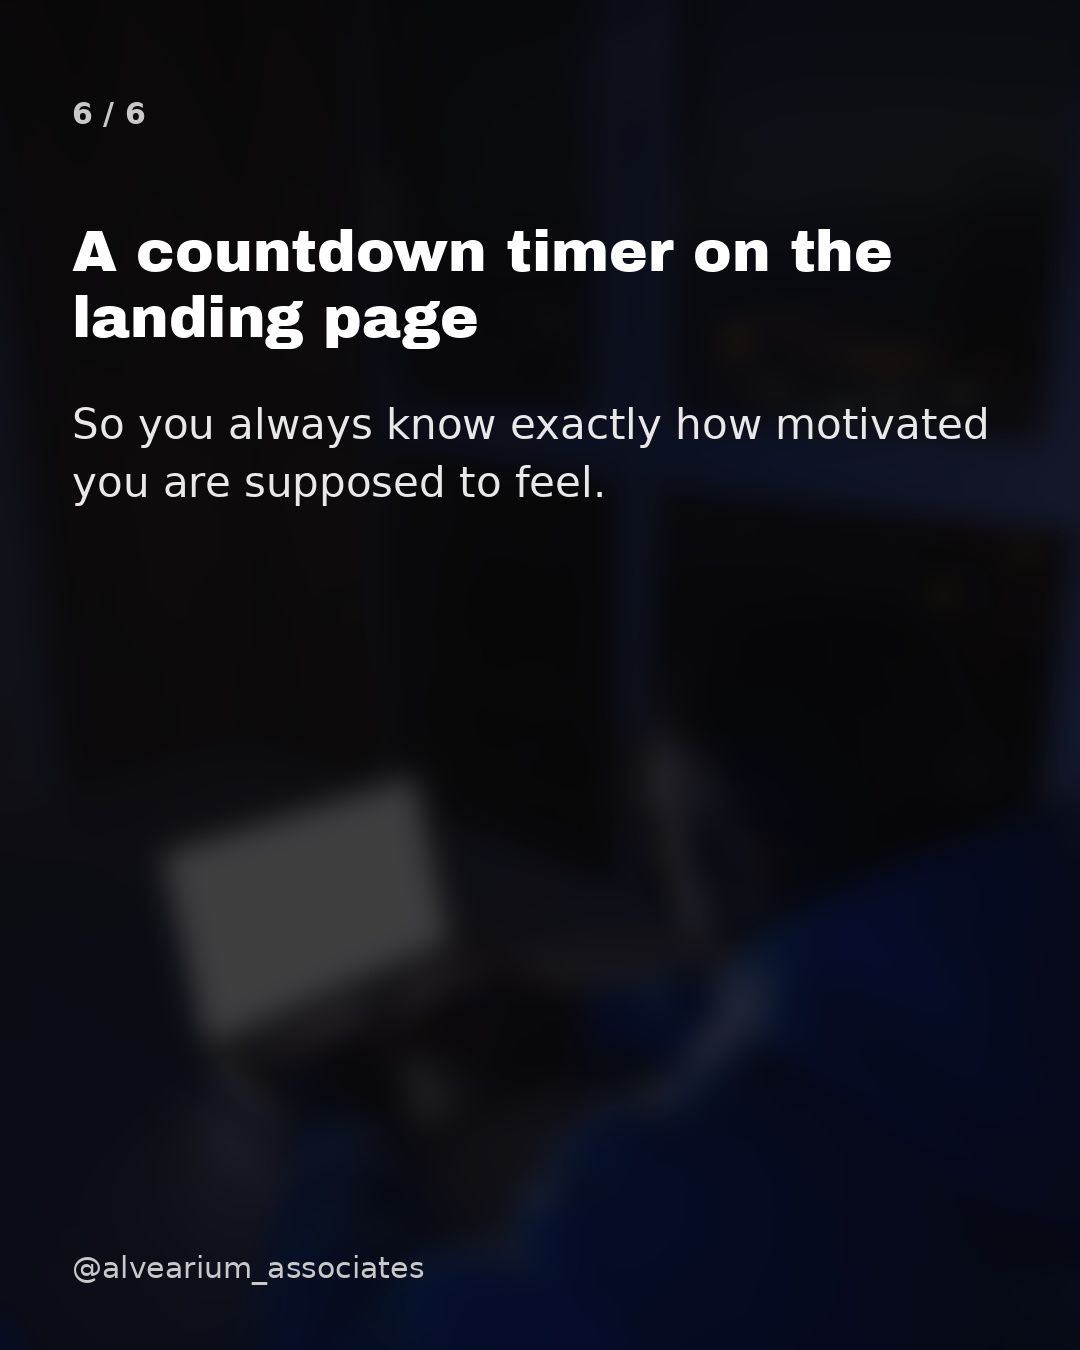 6 / 6
A countdown timer on the
landing page
So you always know exactly how motivated
you are supposed to feel.
@alvearium_associates